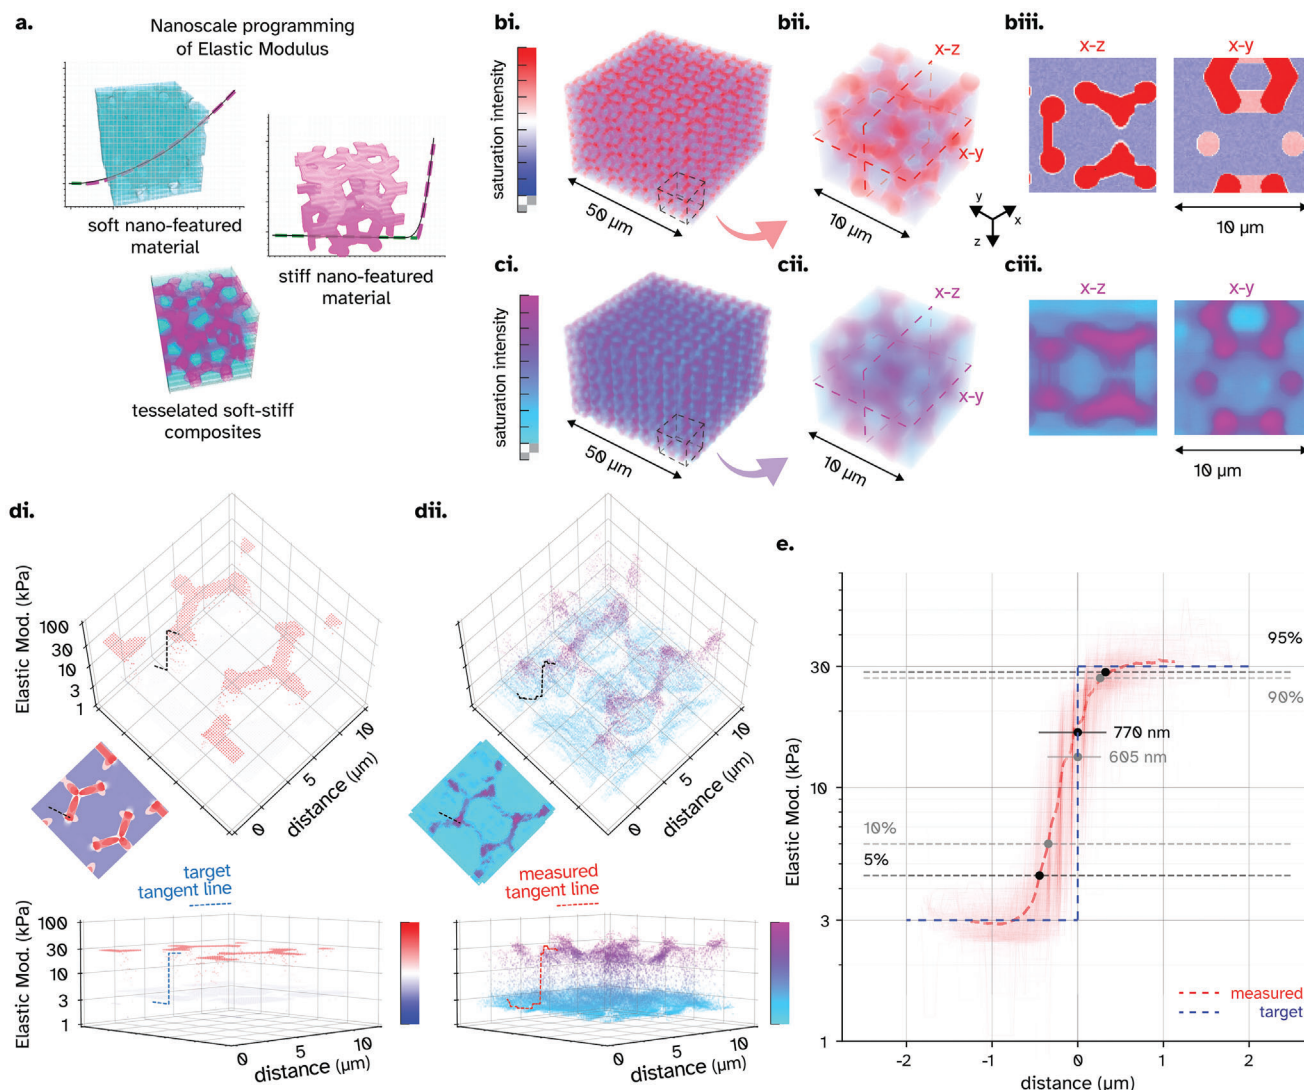 a.
Nanoscale programming
of Elastic Modulus
soft nano-featured
material
stiff nano-featured
material
tesselated soft-stiff
composites
bi.
saturation intensity
50 µm
bii.
x-z
x-y
10 µm
y
x
z
biii.
x-z
x-y
10 µm
ci.
saturation intensity
50 µm
cii.
x-z
x-y
10 µm
ciii.
x-z
x-y
10 µm
di.
Elastic Mod. (kPa)
100
30
10
3
1
0
5
10
distance (µm)
target
tangent line
Elastic Mod. (kPa)
100
30
10
3
1
0
5
10
distance (µm)
dii.
0
5
10
distance (µm)
measured
tangent line
100
30
10
3
1
0
5
10
distance (µm)
e.
Elastic Mod. (kPa)
30
10
3
1
95%
90%
770 nm
605 nm
10%
5%
measured
target
-2
-1
0
1
2
distance (µm)